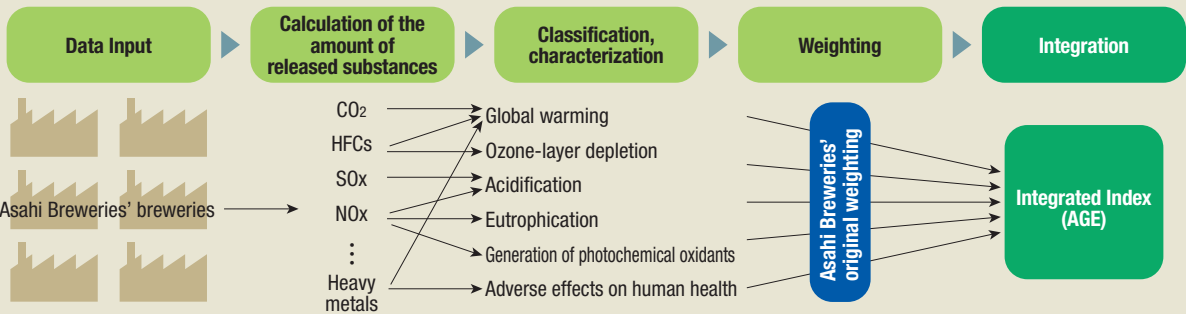 Data Input
Calculation of the
amount of
released substances
Classification,
characterization
Weighting
Integration
Asahi Breweries' breweries
CO2
HFCs
SOx
NOx
⋮
Heavy
metals
Global warming
Ozone-layer depletion
Acidification
Eutrophication
Generation of photochemical oxidants
Adverse effects on human health
Asahi Breweries'
original weighting
Integrated Index
(AGE)